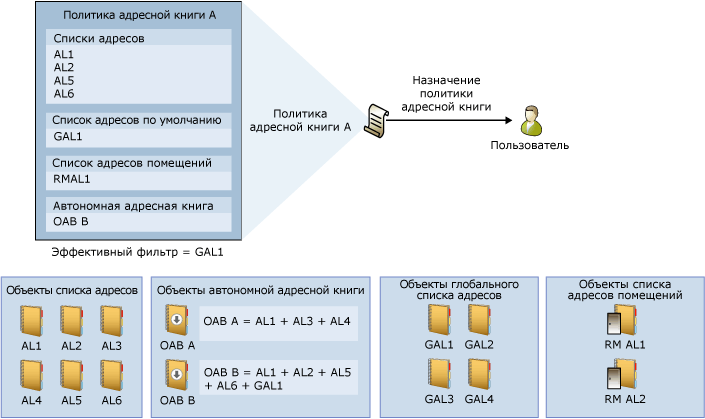 Политика адресной книги А
Списки адресов
AL1
AL2
AL5
AL6
Список адресов по умолчанию
GAL1
Список адресов помещений
RMAL1
Автономная адресная книга
OAB B
Эффективный фильтр = GAL1
Политика
адресной книги А
Назначение
политики
адресной книги
Пользователь
Объекты списка адресов
AL1 AL2 AL3
AL4 AL5 AL6
Объекты автономной адресной книги
OAB A
OAB A = AL1 + AL3 + AL4
OAB B
OAB B = AL1 + AL2 + AL5
+ AL6 + GAL1
Объекты глобального
списка адресов
GAL1 GAL2
GAL3 GAL4
Объекты списка
адресов помещений
RM AL1
RM AL2